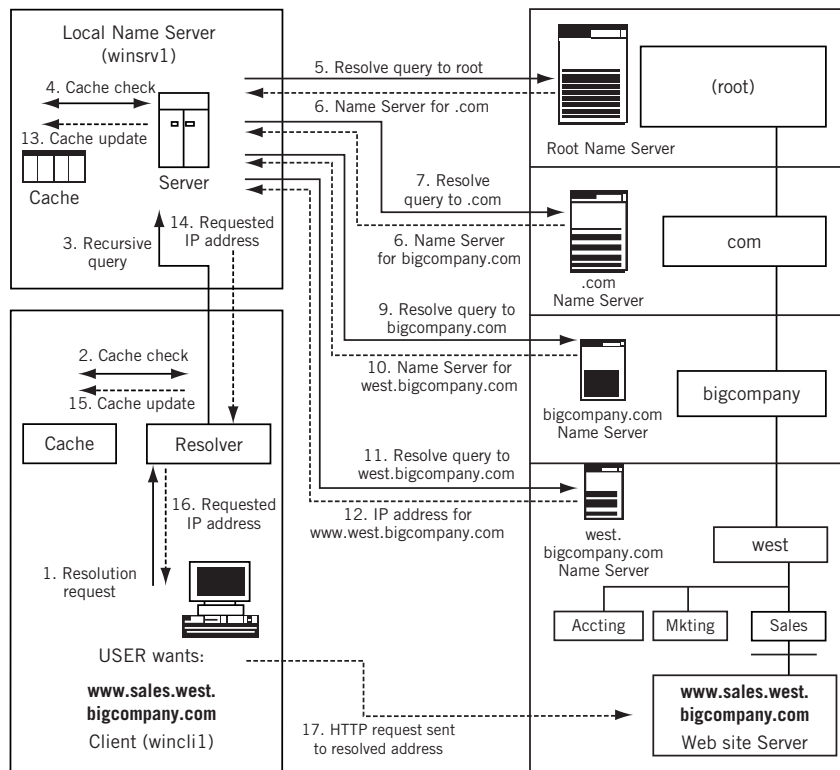 Local Name Server
(winsrv1)
4. Cache check
13. Cache update
Cache
Server
3. Recursive
query
14. Requested
IP address
5. Resolve query to root
6. Name Server for .com
7. Resolve
query to .com
6. Name Server
for bigcompany.com
9. Resolve query to
bigcompany.com
10. Name Server for
west.bigcompany.com
11. Resolve query to
west.bigcompany.com
12. IP address for
www.west.bigcompany.com
Root Name Server
(root)
.com
Name Server
com
bigcompany.com
Name Server
bigcompany
west.
bigcompany.com
Name Server
west
Accting
Mkting
Sales
www.sales.west.
bigcompany.com
Web site Server
2. Cache check
15. Cache update
Cache
Resolver
16. Requested
IP address
1. Resolution
request
USER wants:
www.sales.west.
bigcompany.com
Client (wincli1)
17. HTTP request sent
to resolved address